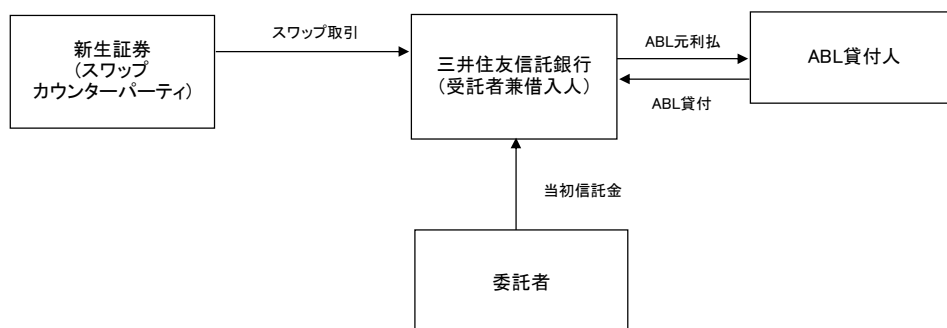 新生証券
(スワップ
カウンターパーティ)
スワップ取引
三井住友信託銀行
(受託者兼借入人)
ABL元利払
ABL貸付
ABL貸付人
当初信託金
委託者